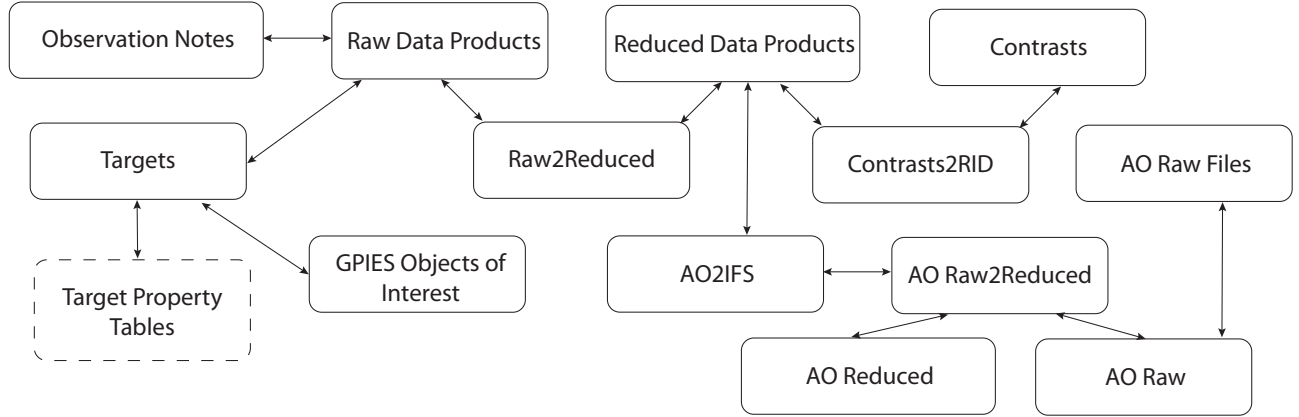 Observation Notes
Raw Data Products
Reduced Data Products
Contrasts
Targets
Raw2Reduced
Contrasts2RID
AO Raw Files
Target Property
Tables
GPIES Objects of
Interest
AO2IFS
AO Raw2Reduced
AO Reduced
AO Raw